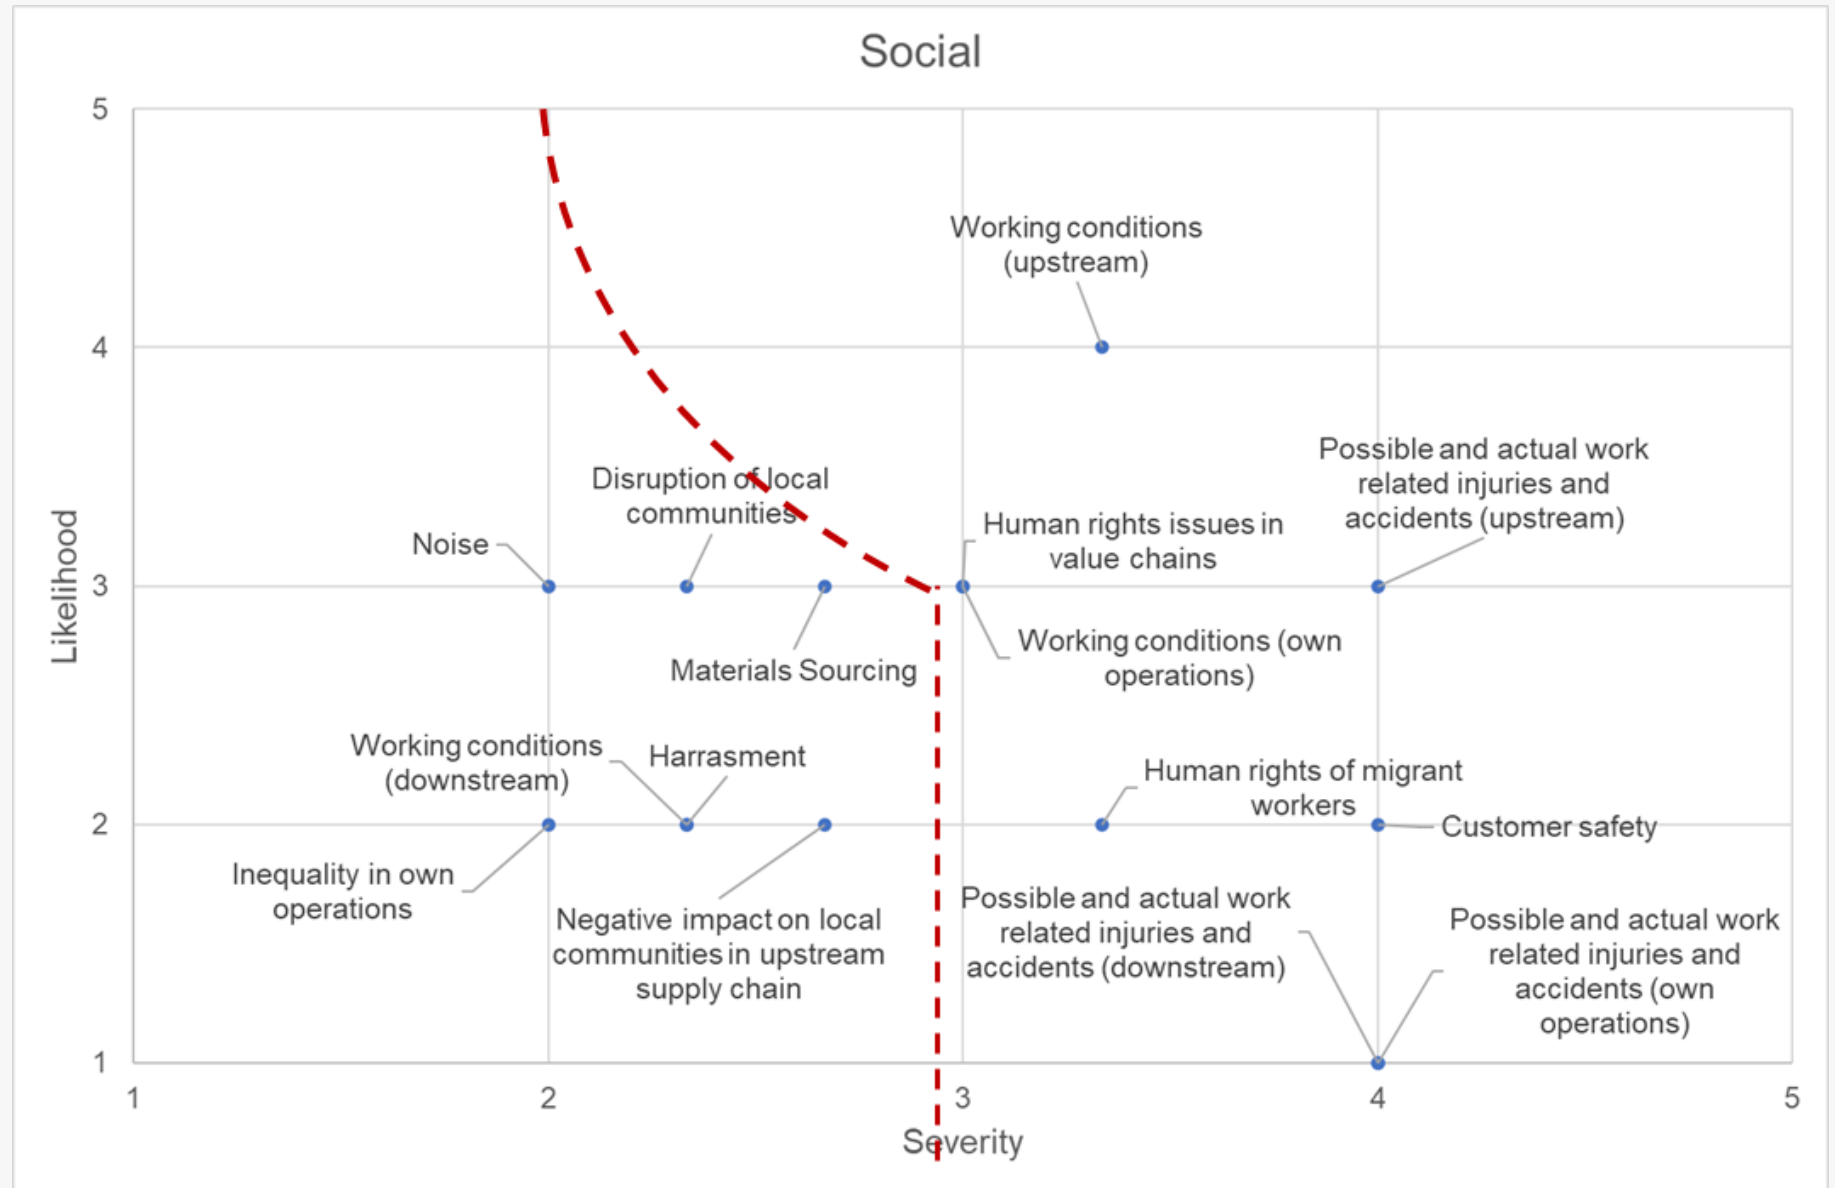 Social
5
Working conditions
(upstream)
4
Possible and actual work
related injuries and
accidents (upstream)
Disruption of local
communities
Noise
Human rights issues in
value chains
Likelihood
3
Working conditions (own
operations)
Materials Sourcing
Working conditions
(downstream)
Harrasment
Human rights of migrant
workers
2
Customer safety
Inequality in own
operations
Negative impact on local
communities in upstream
supply chain
Possible and actual work
related injuries and
accidents (downstream)
Possible and actual work
related injuries and
accidents (own
operations)
1
1 2 3 4 5
Severity